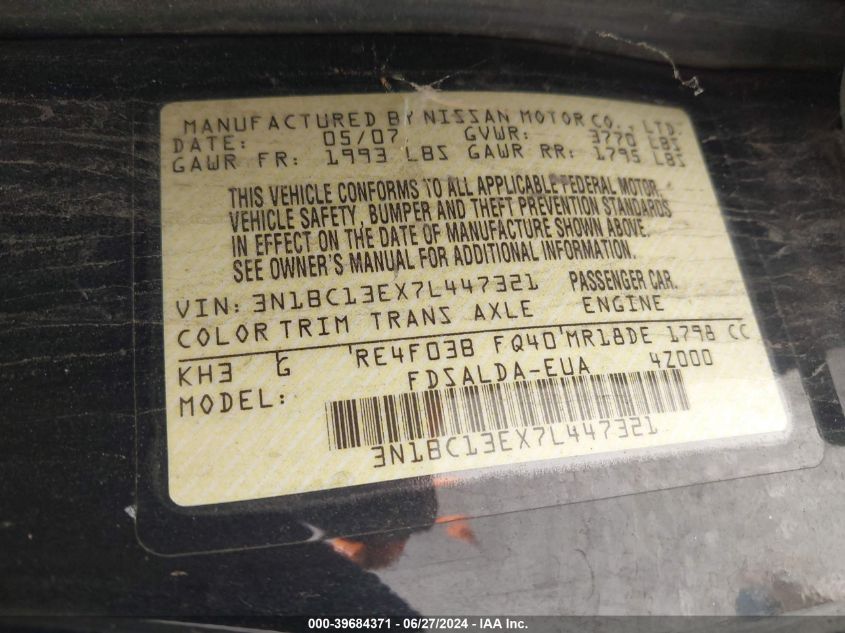 MANUFACTURED BY NISSAN MOTOR CO., LTD.
DATE: 05/07 GVWR: 3770 LBS
GAWR FR: 1993 LBS GAWR RR: 1795 LBS
THIS VEHICLE CONFORMS TO ALL APPLICABLE FEDERAL MOTOR
VEHICLE SAFETY, BUMPER AND THEFT PREVENTION STANDARDS
IN EFFECT ON THE DATE OF MANUFACTURE SHOWN ABOVE.
SEE OWNER'S MANUAL FOR ADDITIONAL INFORMATION.
VIN: 3N1BC13EX7L447321 PASSENGER CAR.
COLOR TRIM TRANS AXLE ENGINE
KH3 G RE4F03B FQ40 MR18DE 1798 CC
MODEL: FDSALDA-EUA 4Z000
3N1BC13EX7L447321
000-39684371 - 06/27/2024 - IAA Inc.